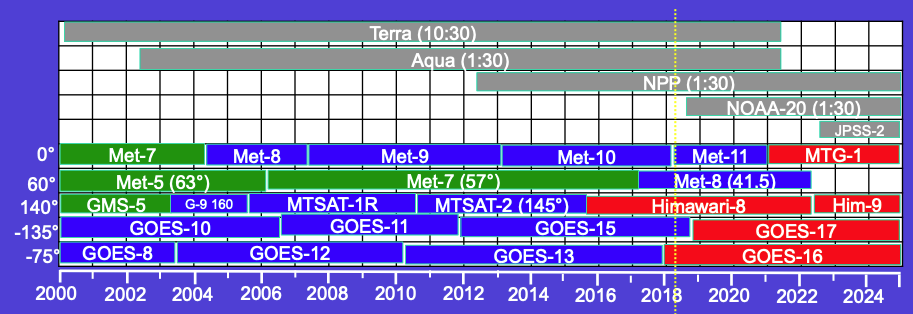 Terra (10:30)
Aqua (1:30)
NPP (1:30)
NOAA-20 (1:30)
JPSS-2
0° Met-7 Met-8 Met-9 Met-10 Met-11 MTG-1
60° Met-5 (63°) Met-7 (57°) Met-8 (41.5)
140° GMS-5 G-9 160 MTSAT-1R MTSAT-2 (145°) Himawari-8 Him-9
-135° GOES-10 GOES-11 GOES-15 GOES-17
-75° GOES-8 GOES-12 GOES-13 GOES-16
2000 2002 2004 2006 2008 2010 2012 2014 2016 2018 2020 2022 2024